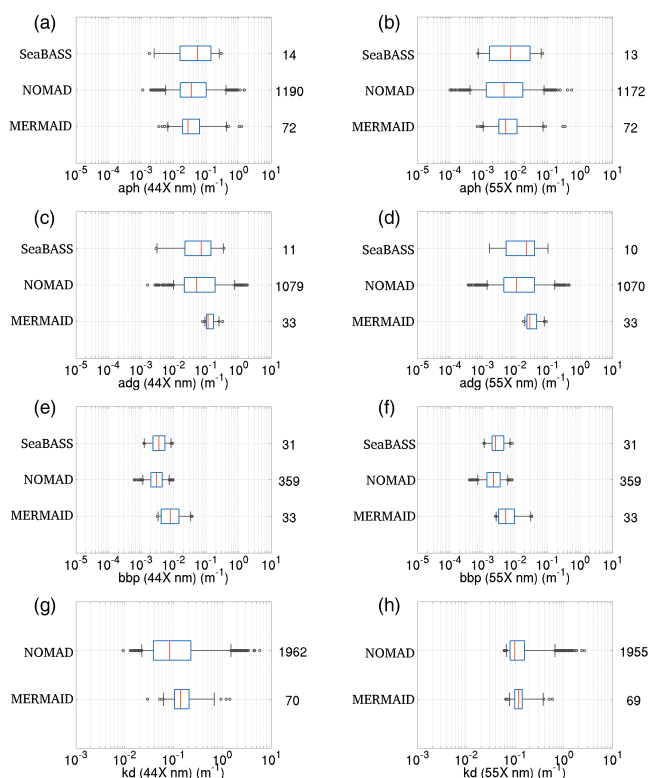 (a)
SeaBASS 14
NOMAD 1190
MERMAID 72
10^-5 10^-4 10^-3 10^-2 10^-1 10^0 10^1
aph (44X nm) (m^-1)
(b)
SeaBASS 13
NOMAD 1172
MERMAID 72
10^-5 10^-4 10^-3 10^-2 10^-1 10^0 10^1
aph (55X nm) (m^-1)
(c)
SeaBASS 11
NOMAD 1079
MERMAID 33
10^-5 10^-4 10^-3 10^-2 10^-1 10^0 10^1
adg (44X nm) (m^-1)
(d)
SeaBASS 10
NOMAD 1070
MERMAID 33
10^-5 10^-4 10^-3 10^-2 10^-1 10^0 10^1
adg (55X nm) (m^-1)
(e)
SeaBASS 31
NOMAD 359
MERMAID 33
10^-5 10^-4 10^-3 10^-2 10^-1 10^0 10^1
bbp (44X nm) (m^-1)
(f)
SeaBASS 31
NOMAD 359
MERMAID 33
10^-5 10^-4 10^-3 10^-2 10^-1 10^0 10^1
bbp (55X nm) (m^-1)
(g)
NOMAD 1962
MERMAID 70
10^-3 10^-2 10^-1 10^0 10^1
kd (44X nm) (m^-1)
(h)
NOMAD 1955
MERMAID 69
10^-3 10^-2 10^-1 10^0 10^1
kd (55X nm) (m^-1)